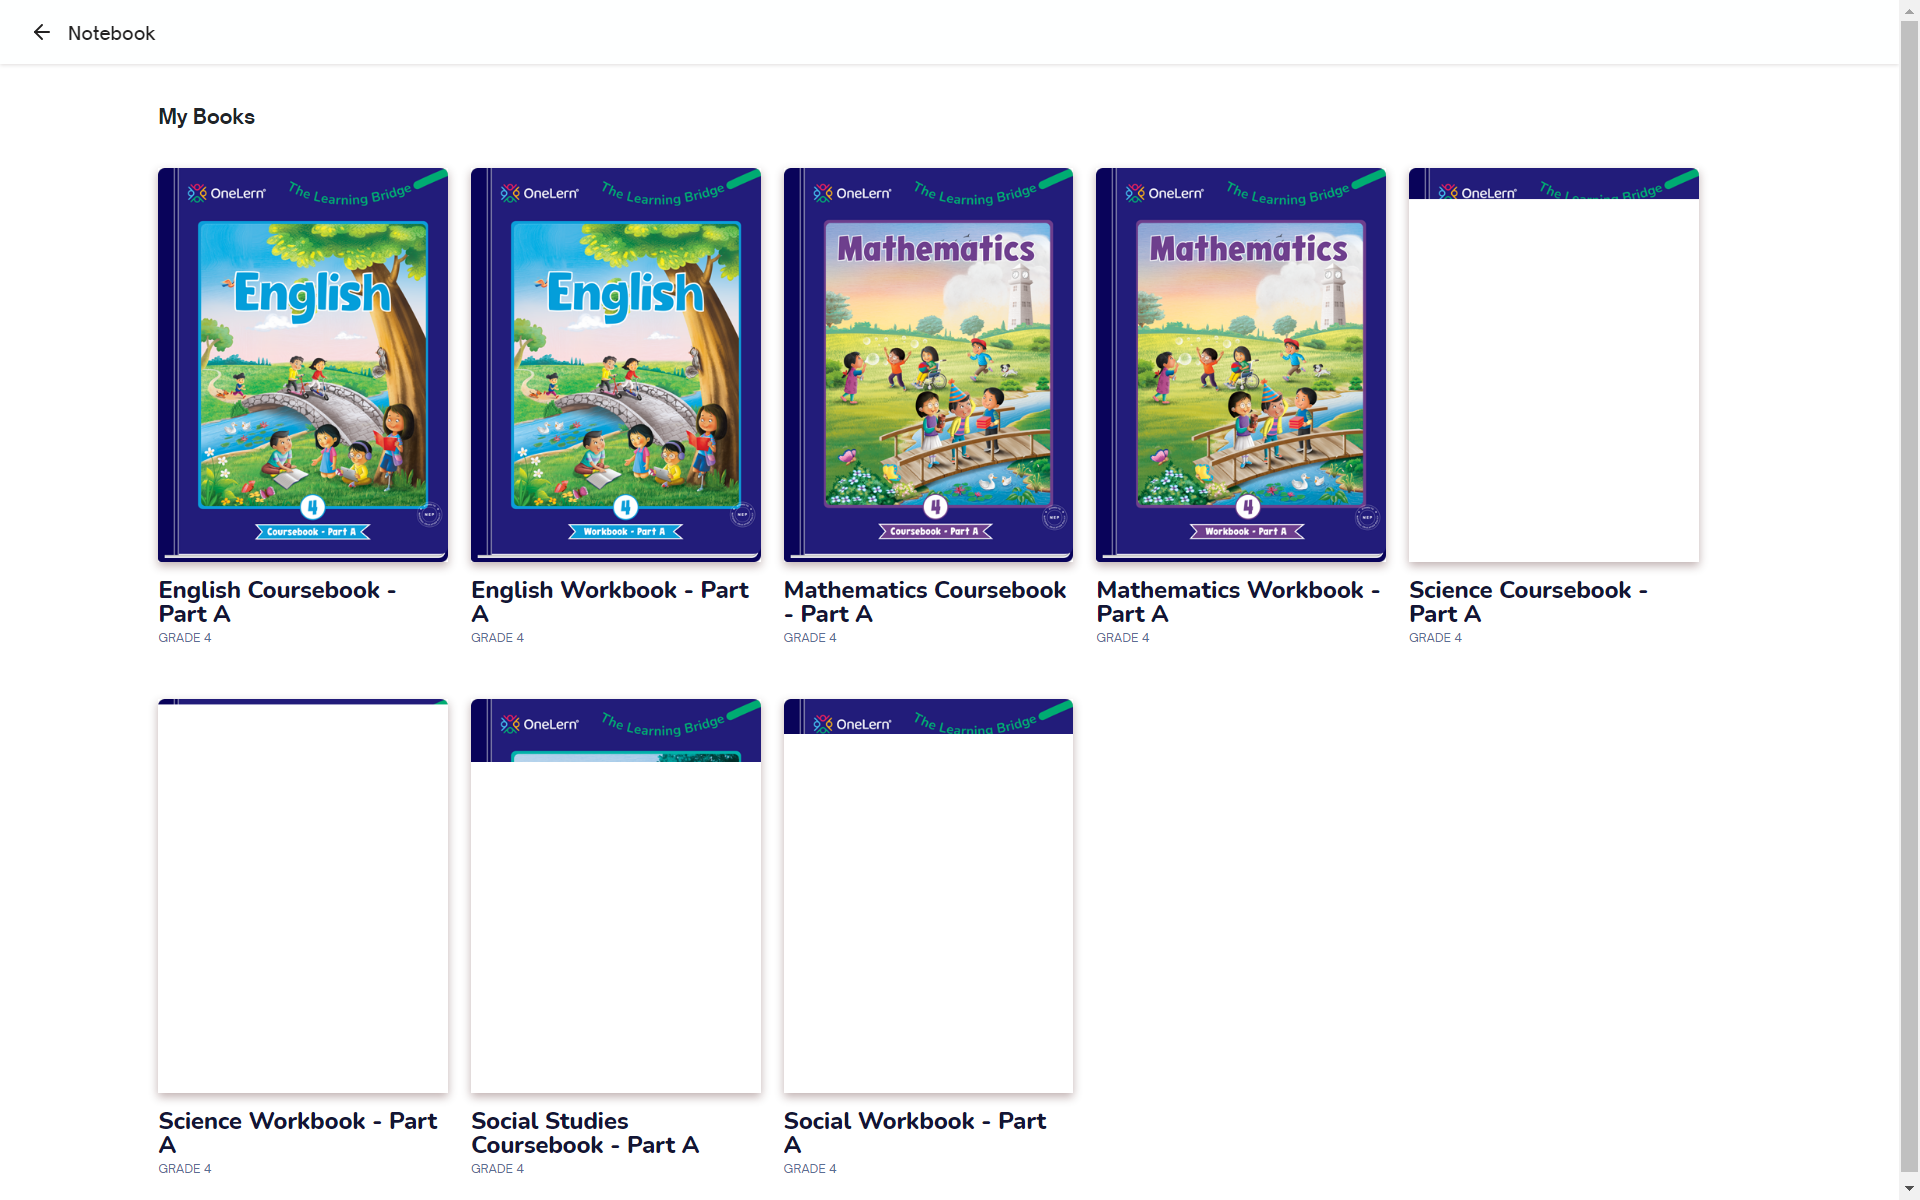 Notebook
My Books
OneLern
The Learning Bridge
English
4
Coursebook - Part A
OneLern
The Learning Bridge
English
4
Workbook - Part A
OneLern
The Learning Bridge
Mathematics
4
Coursebook - Part A
OneLern
The Learning Bridge
Mathematics
4
Workbook - Part A
OneLern
The Learning Bridge
English Coursebook -
Part A
GRADE 4
English Workbook - Part
A
GRADE 4
Mathematics Coursebook
- Part A
GRADE 4
Mathematics Workbook -
Part A
GRADE 4
Science Coursebook -
Part A
GRADE 4
OneLern
The Learning Bridge
OneLern
The Learning Bridge
Science Workbook - Part
A
GRADE 4
Social Studies
Coursebook - Part A
GRADE 4
Social Workbook - Part
A
GRADE 4